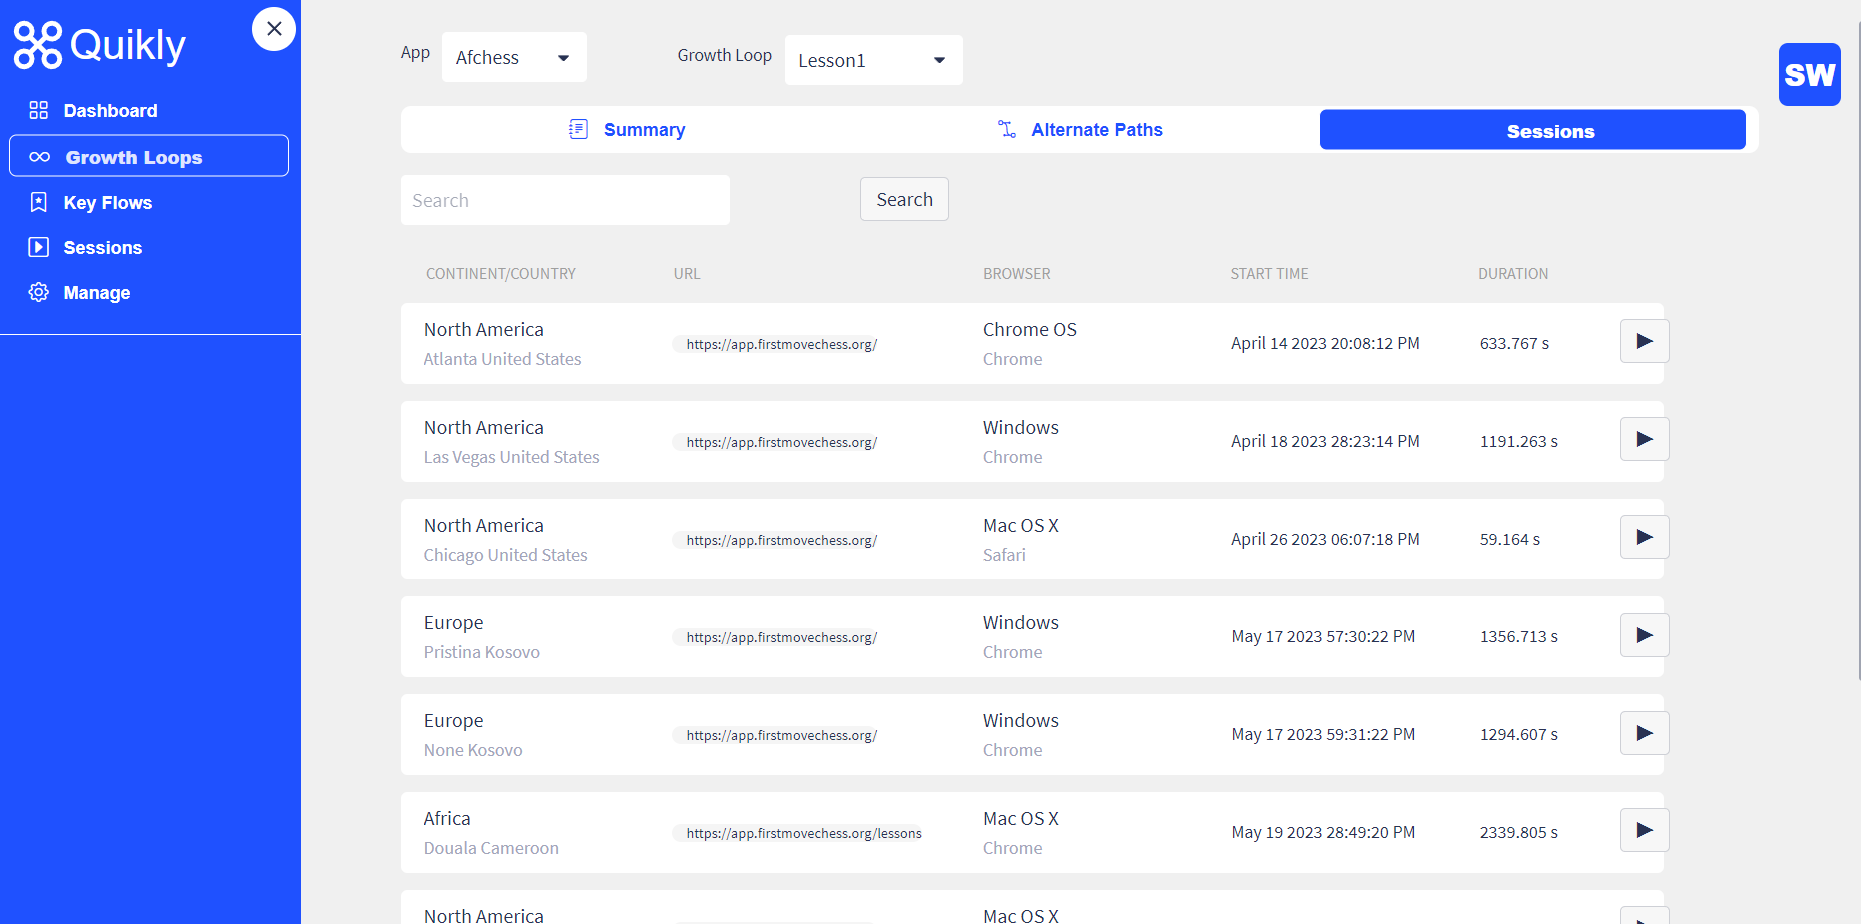 Quikly
Dashboard
Growth Loops
Key Flows
Sessions
Manage
App
Afchess
Growth Loop
Lesson1
SW
Summary
Alternate Paths
Sessions
Search
Search
CONTINENT/COUNTRY URL BROWSER START TIME DURATION
North America
Atlanta United States
https://app.firstmovechess.org/
Chrome OS
Chrome
April 14 2023 20:08:12 PM
633.767 s
North America
Las Vegas United States
https://app.firstmovechess.org/
Windows
Chrome
April 18 2023 28:23:14 PM
1191.263 s
North America
Chicago United States
https://app.firstmovechess.org/
Mac OS X
Safari
April 26 2023 06:07:18 PM
59.164 s
Europe
Pristina Kosovo
https://app.firstmovechess.org/
Windows
Chrome
May 17 2023 57:30:22 PM
1356.713 s
Europe
None Kosovo
https://app.firstmovechess.org/
Windows
Chrome
May 17 2023 59:31:22 PM
1294.607 s
Africa
Douala Cameroon
https://app.firstmovechess.org/lessons
Mac OS X
Chrome
May 19 2023 28:49:20 PM
2339.805 s
North America
Mac OS X